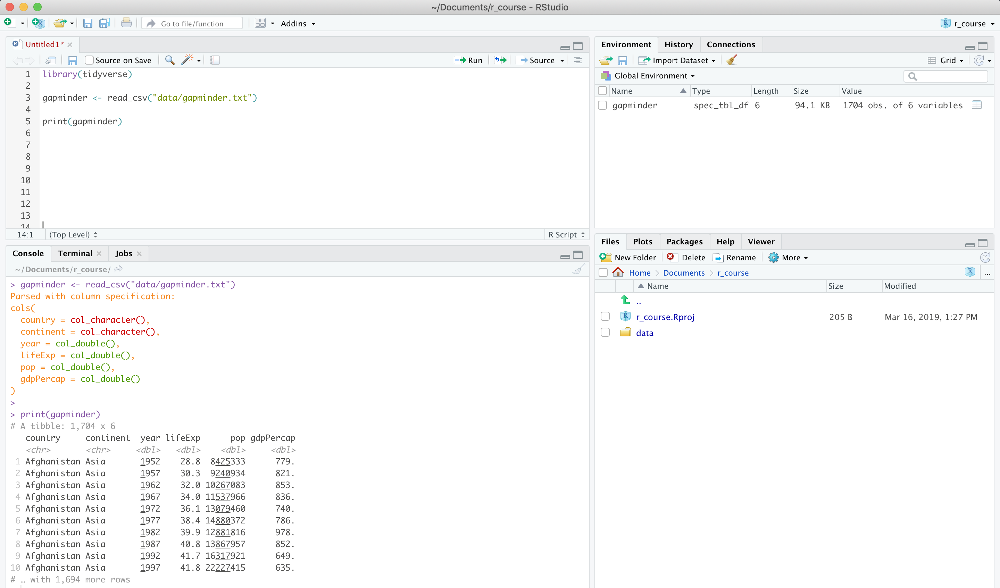 ~/Documents/r_course - RStudio
Go to file/function
Addins
r_course
Untitled1*
Source on Save
Run
Source
1 library(tidyverse)
2
3 gapminder <- read_csv("data/gapminder.txt")
4
5 print(gapminder)
6
7
8
9
10
11
12
13
14
14:1 (Top Level) R Script
Console Terminal Jobs
~/Documents/r_course/
> gapminder <- read_csv("data/gapminder.txt")
Parsed with column specification:
cols(
  country = col_character(),
  continent = col_character(),
  year = col_double(),
  lifeExp = col_double(),
  pop = col_double(),
  gdpPercap = col_double()
)
>
> print(gapminder)
# A tibble: 1,704 x 6
   country     continent  year lifeExp      pop gdpPercap
   <chr>       <chr>     <dbl>   <dbl>    <dbl>     <dbl>
 1 Afghanistan Asia       1952    28.8  8425333      779.
 2 Afghanistan Asia       1957    30.3  9240934      821.
 3 Afghanistan Asia       1962    32.0 10267083      853.
 4 Afghanistan Asia       1967    34.0 11537966      836.
 5 Afghanistan Asia       1972    36.1 13079460      740.
 6 Afghanistan Asia       1977    38.4 14880372      786.
 7 Afghanistan Asia       1982    39.9 12881816      978.
 8 Afghanistan Asia       1987    40.8 13867957      852.
 9 Afghanistan Asia       1992    41.7 16317921      649.
10 Afghanistan Asia       1997    41.8 22227415      635.
# … with 1,694 more rows
Environment History Connections
Import Dataset
Grid
Global Environment
Name Type Length Size Value
gapminder spec_tbl_df 6 94.1 KB 1704 obs. of 6 variables
Files Plots Packages Help Viewer
New Folder Delete Rename More
Home > Documents > r_course ...
Name Size Modified
..
r_course.Rproj 205 B Mar 16, 2019, 1:27 PM
data